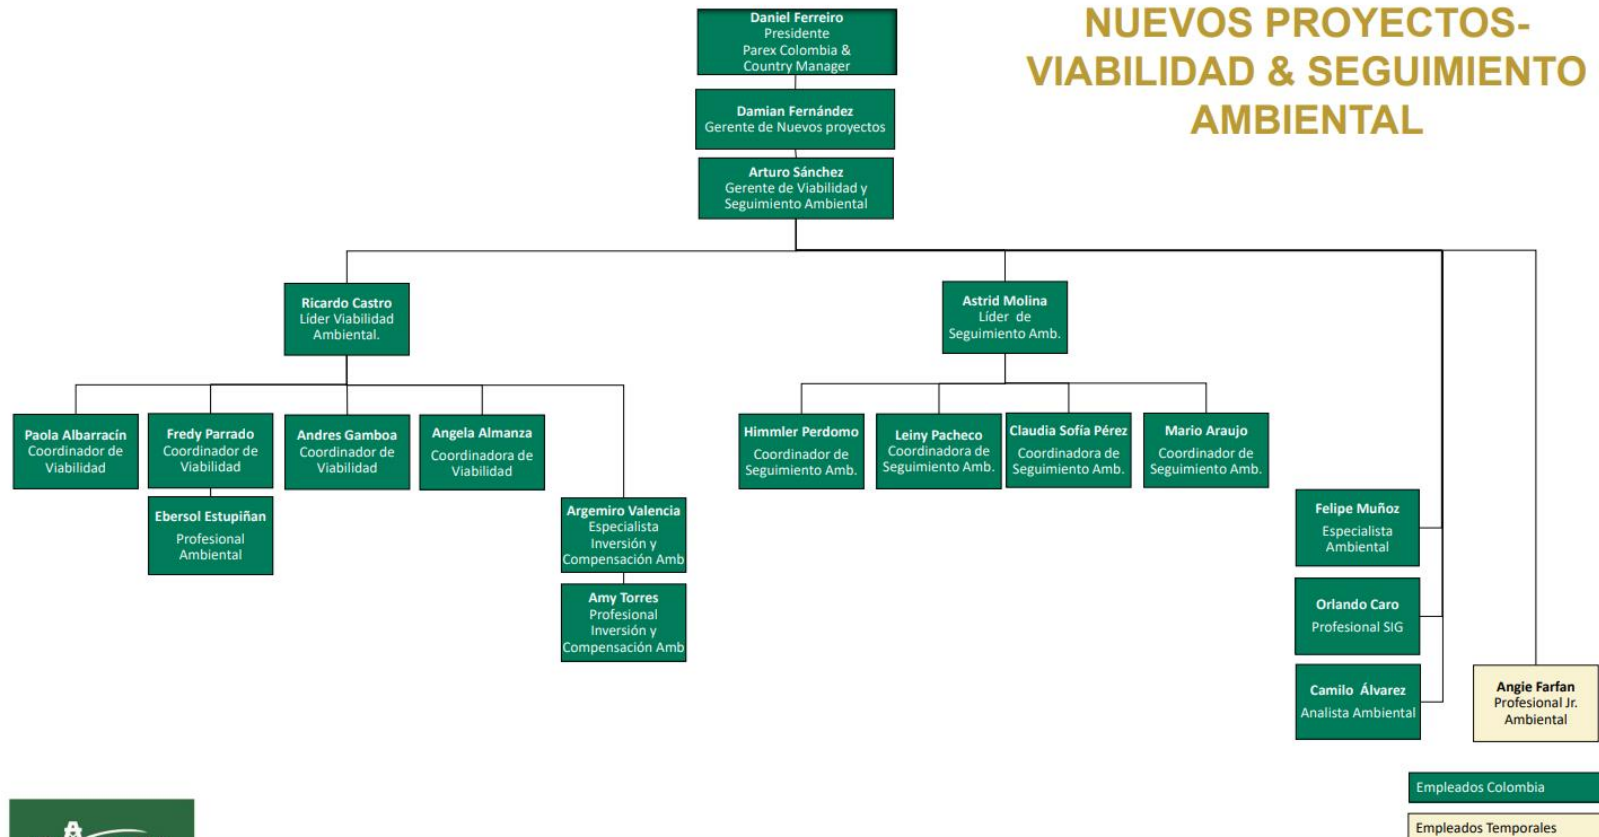 NUEVOS PROYECTOS-
VIABILIDAD & SEGUIMIENTO
AMBIENTAL
Daniel Ferreiro
Presidente
Parex Colombia &
Country Manager
Damian Fernández
Gerente de Nuevos proyectos
Arturo Sánchez
Gerente de Viabilidad y
Seguimiento Ambiental
Ricardo Castro
Líder Viabilidad
Ambiental.
Astrid Molina
Líder de
Seguimiento Amb.
Paola Albarracín
Coordinador de
Viabilidad
Fredy Parrado
Coordinador de
Viabilidad
Andres Gamboa
Coordinador de
Viabilidad
Angela Almanza
Coordinadora de
Viabilidad
Himmler Perdomo
Coordinador de
Seguimiento Amb.
Leiny Pacheco
Coordinadora de
Seguimiento Amb.
Claudia Sofía Pérez
Coordinadora de
Seguimiento Amb.
Mario Araujo
Coordinador de
Seguimiento Amb.
Ebersol Estupiñan
Profesional
Ambiental
Argemiro Valencia
Especialista
Inversión y
Compensación Amb
Amy Torres
Profesional
Inversión y
Compensación Amb
Felipe Muñoz
Especialista
Ambiental
Orlando Caro
Profesional SIG
Camilo Álvarez
Analista Ambiental
Angie Farfan
Profesional Jr.
Ambiental
Empleados Colombia
Empleados Temporales